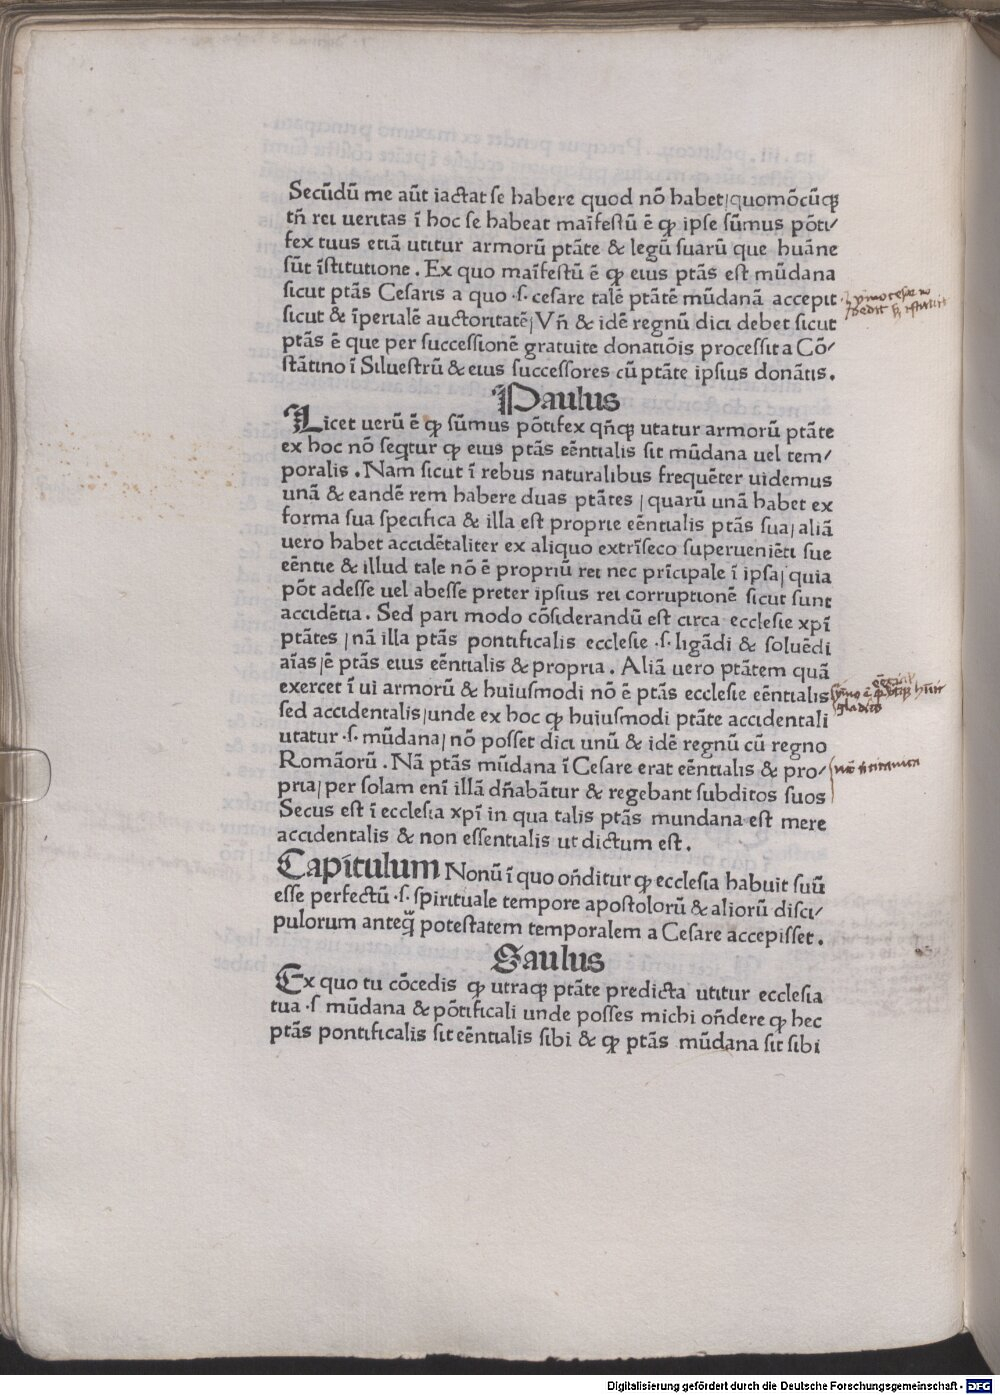 Secūdū me aūt iactat se habere quod nō habet/quomōcūqꝫ
tñ rei ueritas ī hoc se habeat maīfestū ē ꝙ ipse sūmus pōti/
fex tuus etiā utitur armorū ptāte & legū suarū que huāne
sūt īstitutione. Ex quo maīfestū ē ꝙ eius ptās est mūdana
sicut ptās Cesaris a quo .s. cesare talē ptātē mūdanā accepit
sicut & īperialē auctoritatē/Vñ & idē regnū dici debet sicut
ptās ē que per successionē gratuite donatiōis processit a Cō/
stātino ī Siluestrū & eius successores cū ptāte ipsius donātis.
Paulus
Licet uerū ē ꝙ sūmus pōtifex qñqꝫ utatur armorū ptāte
ex hoc nō seqtur ꝙ eius ptās eēntialis sit mūdana uel tem/
poralis. Nam sicut ī rebus naturalibus frequēter uidemus
unā & eandē rem habere duas ptātes/quarū unā habet ex
forma sua specifica & illa est proprie eēntialis ptās sua/aliā
uero habet accidētaliter ex aliquo extrīseco superueniēti sue
eēntie & illud tale nō ē propriū rei nec prīcipale ī ipsa/quia
pōt adesse uel abesse preter ipsius rei corruptionē sicut sunt
accidētia. Sed pari modo cōsiderandū est circa ecclesie xpī
ptātes/nā illa ptās pontificalis ecclesie .s. ligādi & soluēdi
aīas/ē ptās eius eēntialis & propria. Aliā uero ptātem quā
exercet ī ui armorū & huiusmodi nō ē ptās ecclesie eēntialis
sed accidentalis/unde ex hoc ꝙ huiusmodi ptāte accidentali
utatur .s. mūdana/nō posset dici unū & idē regnū cū regno
Romāorū. Nā ptās mūdana ī Cesare erat eēntialis & pro/
pria/per solam enī illā dñabātur & regebant subditos suos
Secus est ī ecclesia xpī in qua talis ptās mundana est mere
accidentalis & non essentialis ut dictum est.
Capitulum Nonū ī quo oñditur ꝙ ecclesia habuit suū
esse perfectū .s. spirituale tempore apostolorū & aliorū disci/
pulorum anteq̄ potestatem temporalem a Cesare accepisset.
Saulus
Ex quo tu cōcedis ꝙ utraqꝫ ptāte predicta utitur ecclesia
tua .s mūdana & pōtificali unde posses michi oñdere ꝙ hec
ptās pontificalis sit eēntialis sibi & ꝙ ptās mūdana sit sibi
Digitalisierung gefördert durch die Deutsche Forschungsgemeinschaft - DFG